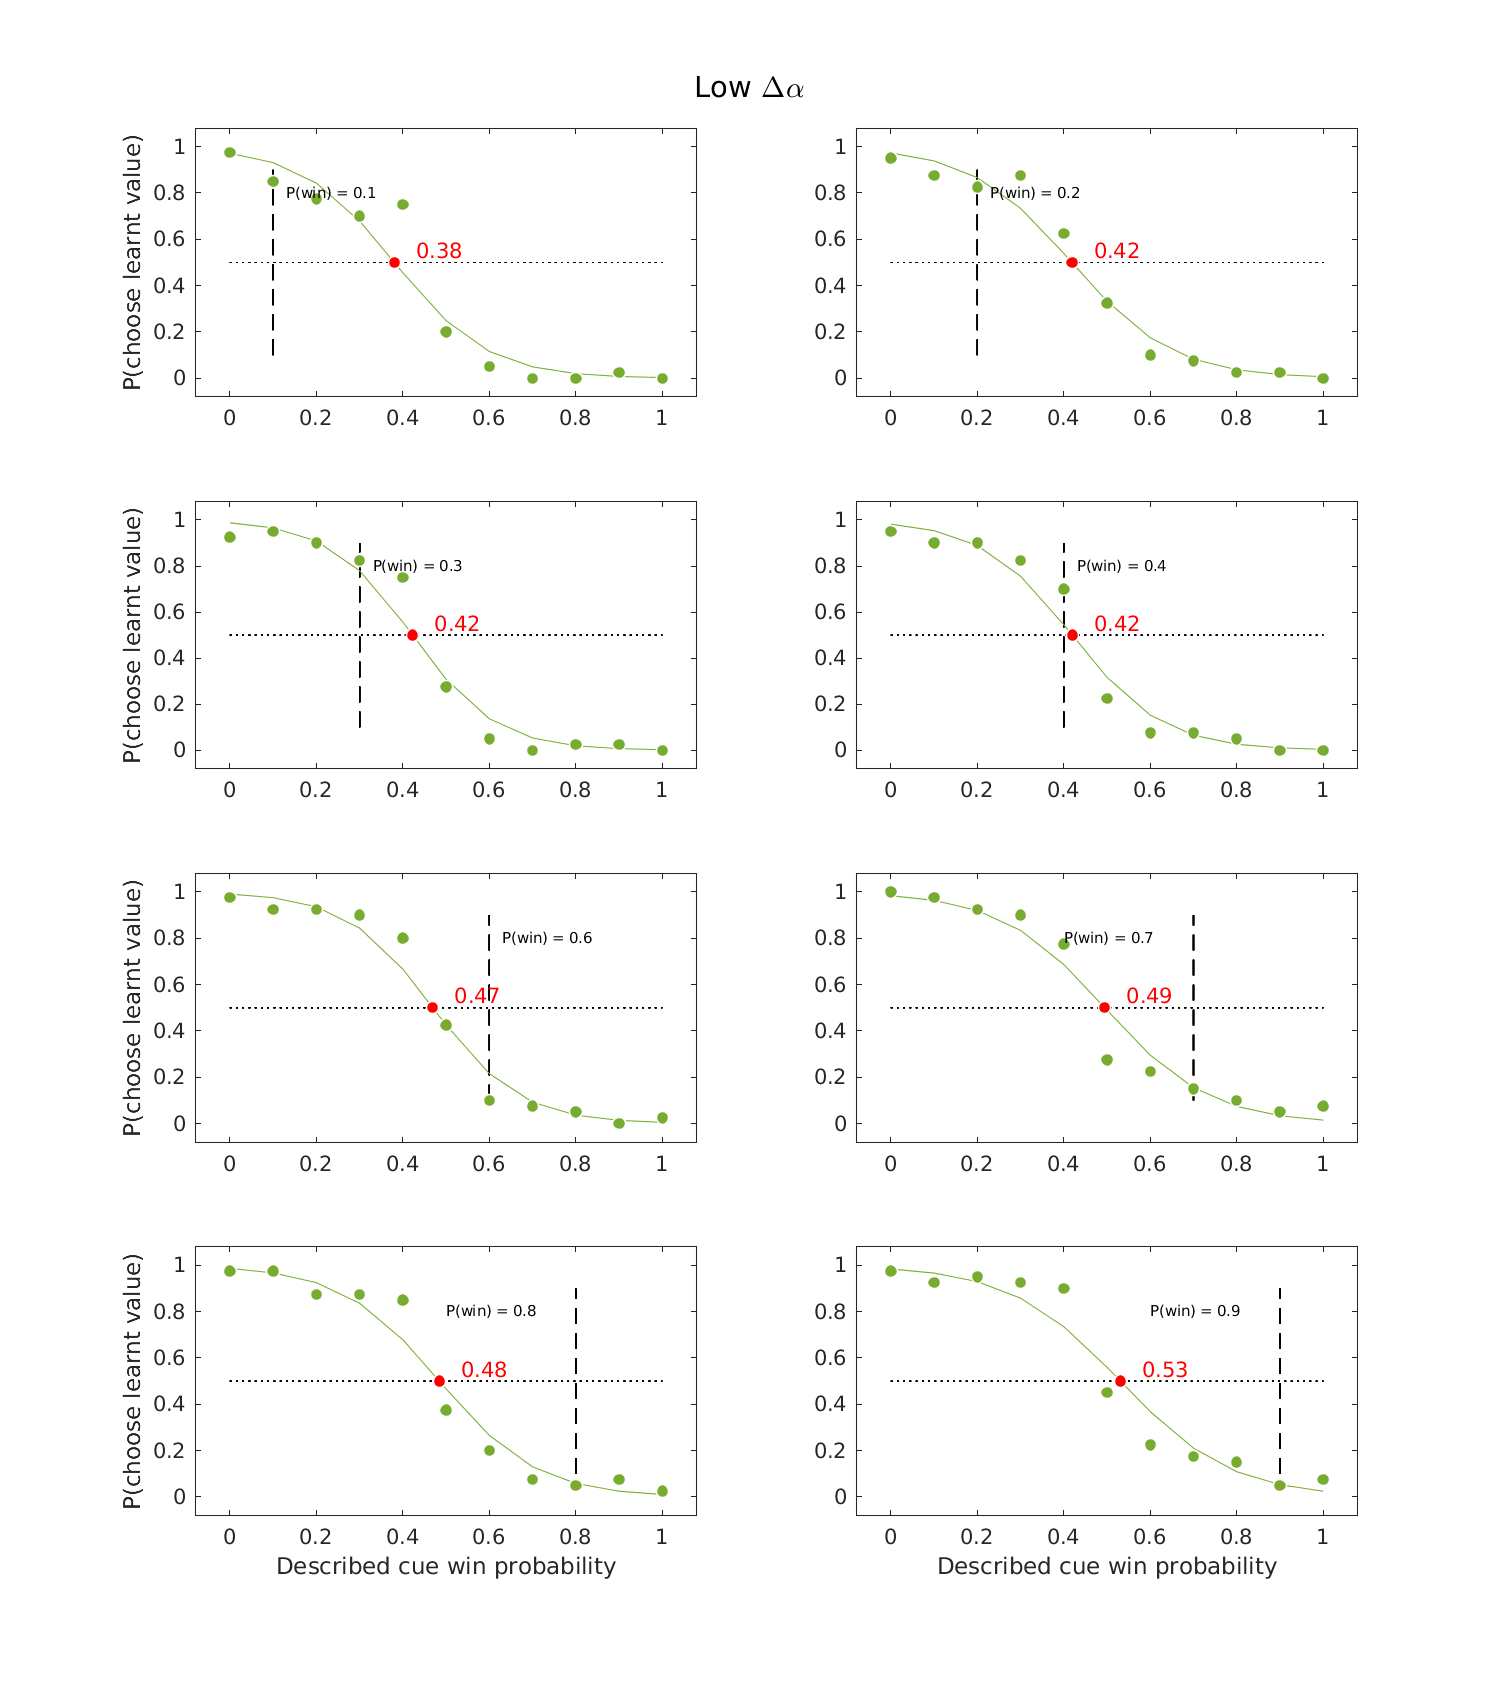 Low Δα
P(choose learnt value)
1
0.8
0.6
0.4
0.2
0
P(win) = 0.1
0.38
0 0.2 0.4 0.6 0.8 1
1
0.8
0.6
0.4
0.2
0
P(win) = 0.2
0.42
0 0.2 0.4 0.6 0.8 1
P(choose learnt value)
1
0.8
0.6
0.4
0.2
0
P(win) = 0.3
0.42
0 0.2 0.4 0.6 0.8 1
1
0.8
0.6
0.4
0.2
0
P(win) = 0.4
0.42
0 0.2 0.4 0.6 0.8 1
P(choose learnt value)
1
0.8
0.6
0.4
0.2
0
P(win) = 0.6
0.47
0 0.2 0.4 0.6 0.8 1
1
0.8
0.6
0.4
0.2
0
P(win) = 0.7
0.49
0 0.2 0.4 0.6 0.8 1
P(choose learnt value)
1
0.8
0.6
0.4
0.2
0
P(win) = 0.8
0.48
0 0.2 0.4 0.6 0.8 1
Described cue win probability
1
0.8
0.6
0.4
0.2
0
P(win) = 0.9
0.53
0 0.2 0.4 0.6 0.8 1
Described cue win probability